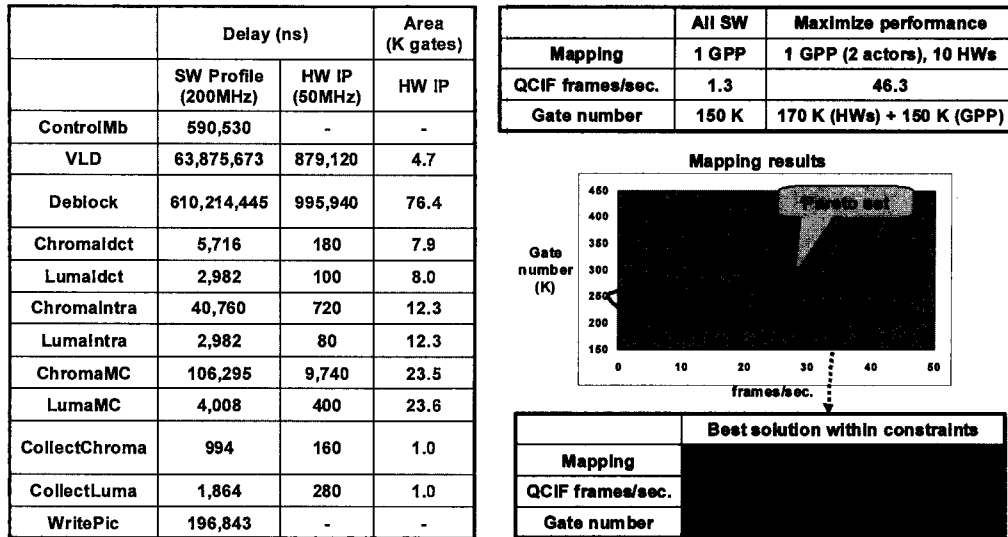 Delay (ns) Area (K gates)
SW Profile (200MHz) HW IP (50MHz) HW IP
ControlMb 590,530 - -
VLD 63,875,673 879,120 4.7
Deblock 610,214,445 995,940 76.4
ChromaIdct 5,716 180 7.9
LumaIdct 2,982 100 8.0
ChromaIntra 40,760 720 12.3
LumaIntra 2,982 80 12.3
ChromaMC 106,295 9,740 23.5
LumaMC 4,008 400 23.6
CollectChroma 994 160 1.0
CollectLuma 1,864 280 1.0
WritePic 196,843 - -
All SW Maximize performance
Mapping 1 GPP 1 GPP (2 actors), 10 HWs
QCIF frames/sec. 1.3 46.3
Gate number 150 K 170 K (HWs) + 150 K (GPP)
Mapping results
Pareto set
Gate number (K)
450
400
350
300
250
200
150
0 10 20 30 40 50
frames/sec.
Best solution within constraints
Mapping
QCIF frames/sec.
Gate number